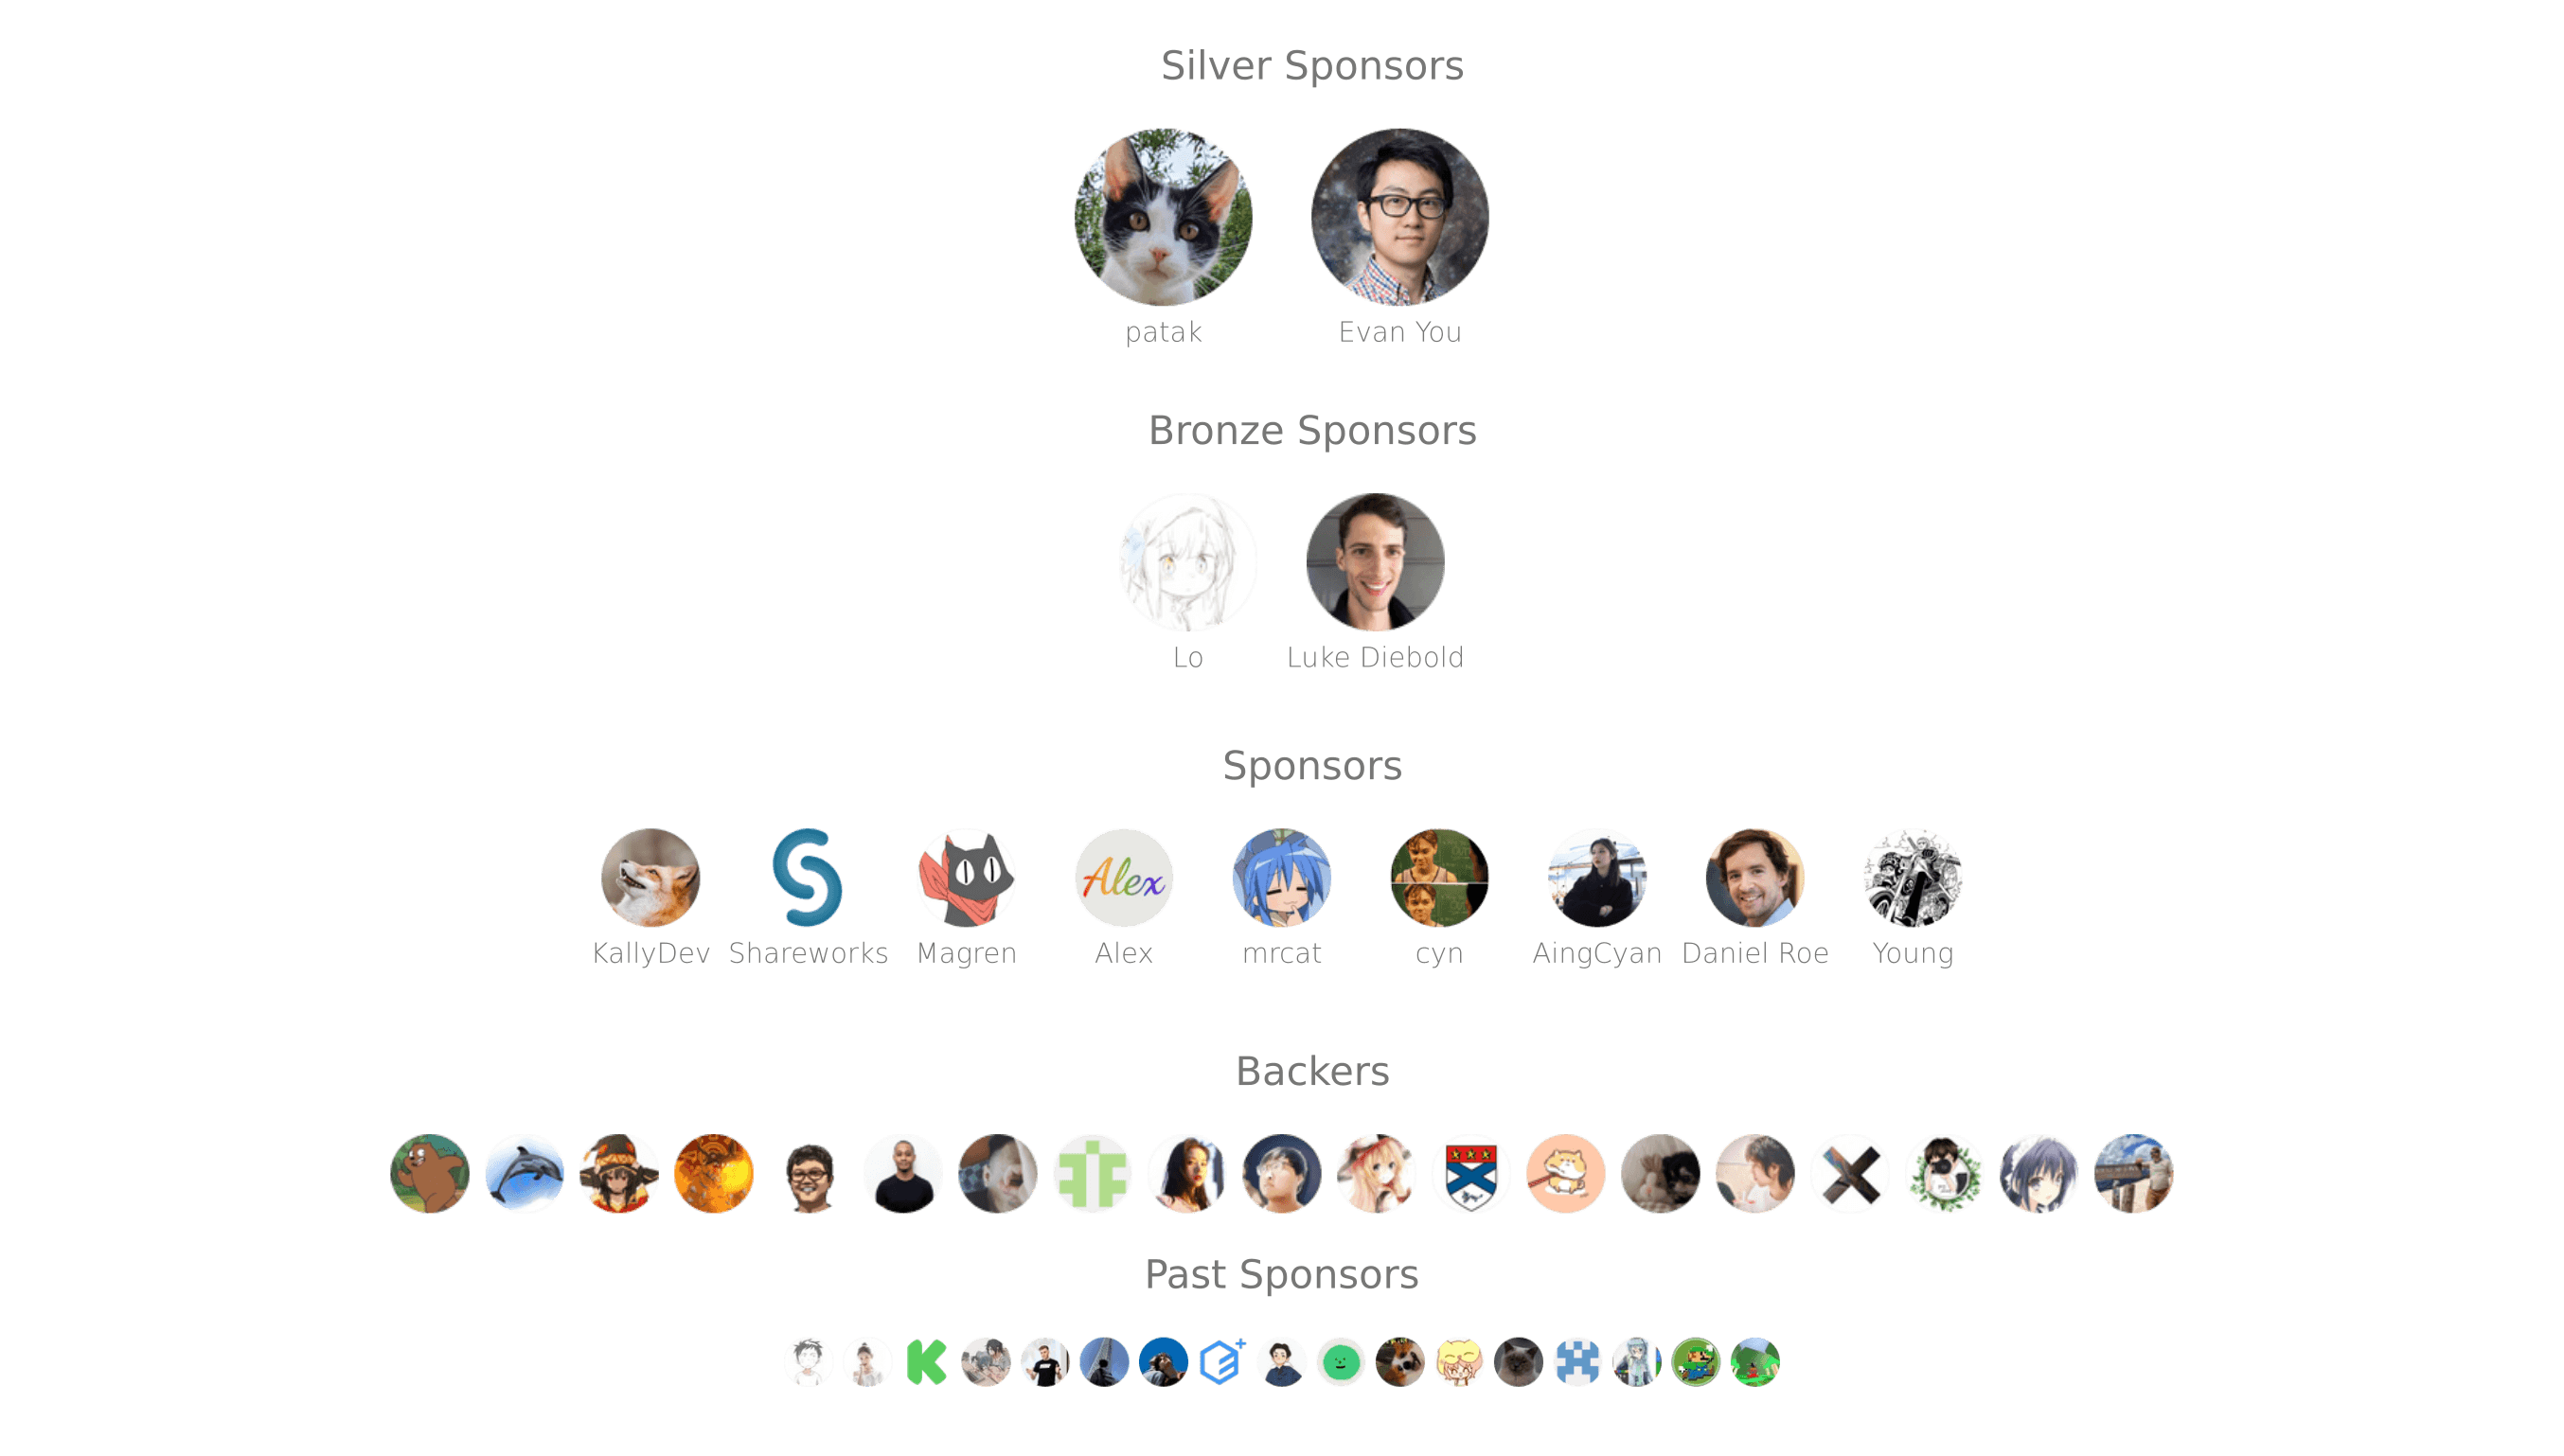 Silver Sponsors
patak Evan You
Bronze Sponsors
Lo Luke Diebold
Sponsors
Alex
KallyDev Shareworks Magren Alex mrcat cyn AingCyan Daniel Roe Young
Backers
Past Sponsors